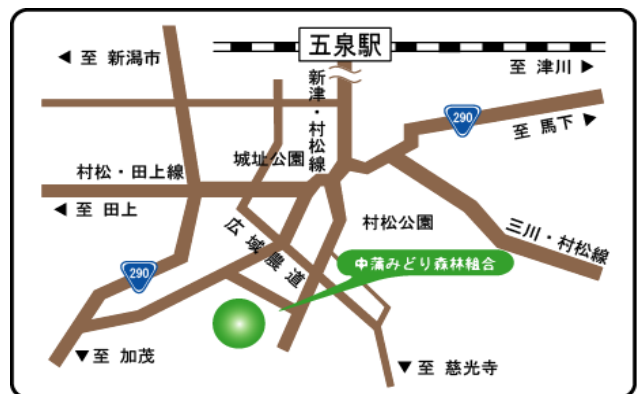 五泉駅
◀ 至 新潟市
至 津川 ▶
新津・村松線
290
至 馬下 ▶
城址公園
村松・田上線
◀ 至 田上
村松公園
広域農道
三川・村松線
中蒲みどり森林組合
290
▼至 加茂
▼至 慈光寺